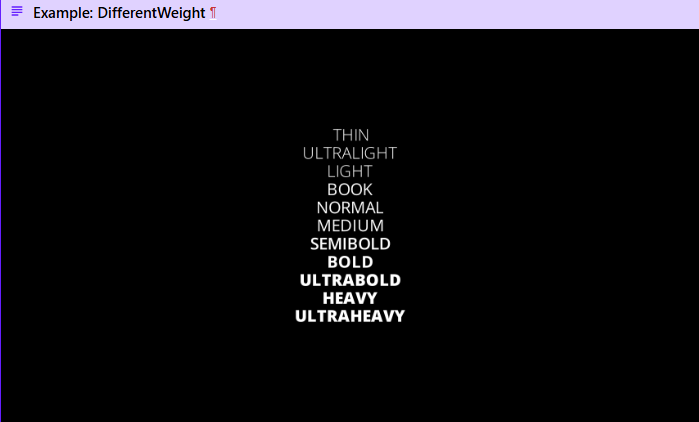 Example: DifferentWeight ¶
THIN
ULTRALIGHT
LIGHT
BOOK
NORMAL
MEDIUM
SEMIBOLD
BOLD
ULTRABOLD
HEAVY
ULTRAHEAVY